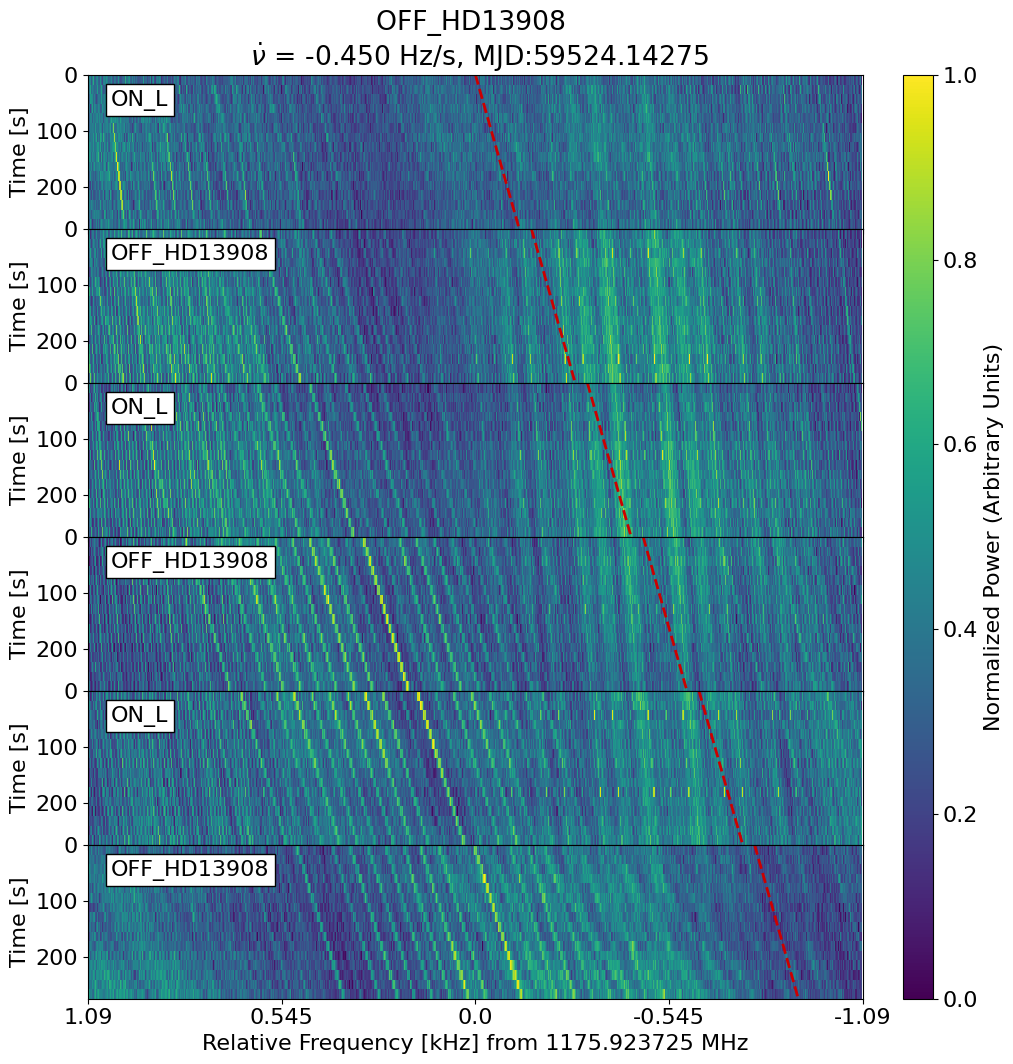 OFF_HD13908
ν̇ = -0.450 Hz/s, MJD:59524.14275
ON_L
OFF_HD13908
ON_L
OFF_HD13908
ON_L
OFF_HD13908
Time [s]
0
100
200
Time [s]
0
100
200
Time [s]
0
100
200
Time [s]
0
100
200
Time [s]
0
100
200
Time [s]
0
100
200
1.09 0.545 0.0 -0.545 -1.09
Relative Frequency [kHz] from 1175.923725 MHz
1.0
0.8
0.6
0.4
0.2
0.0
Normalized Power (Arbitrary Units)